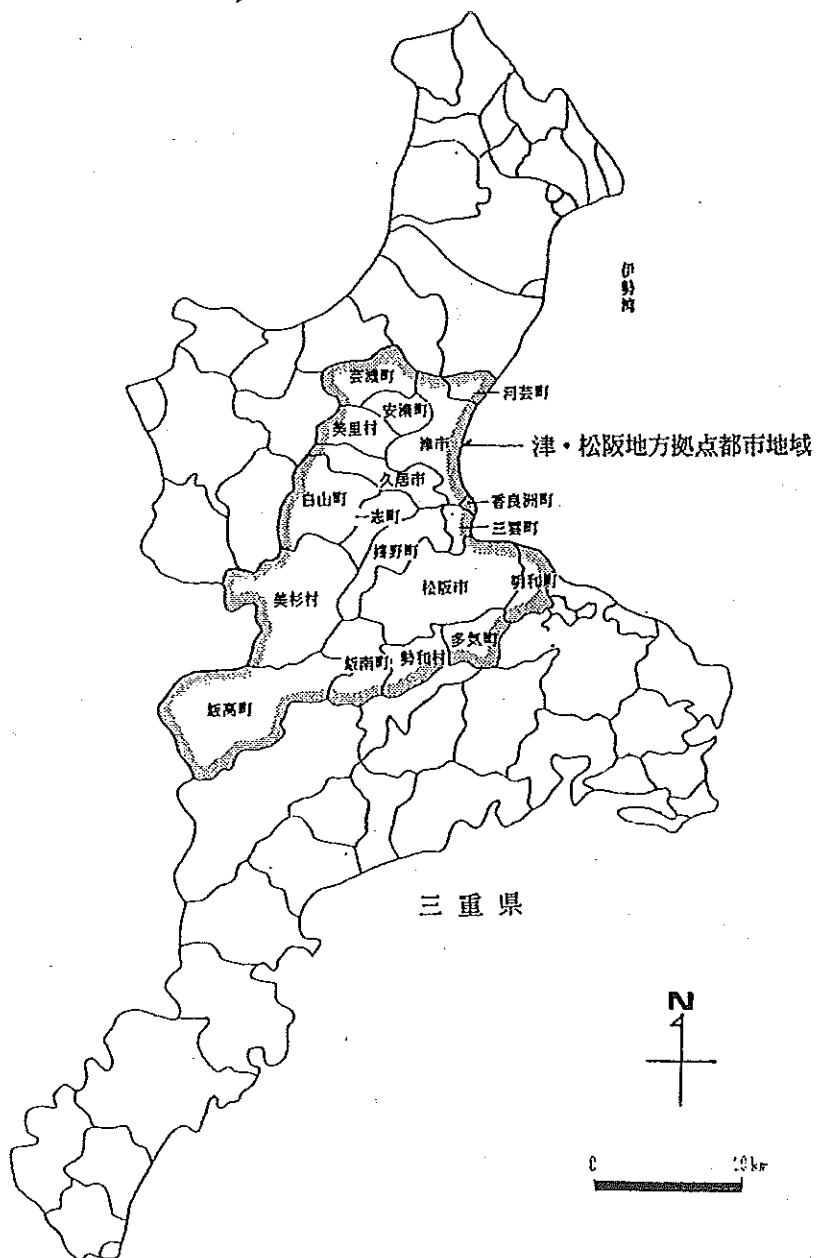 伊勢湾
芸濃町
河芸町
安濃町
美里村
津市
津・松阪地方拠点都市地域
久居市
白山町
香良洲町
一志町
三雲町
嬉野町
明和町
松阪市
美杉村
多気町
飯南町
勢和村
飯高町
三重県
N
0
10km